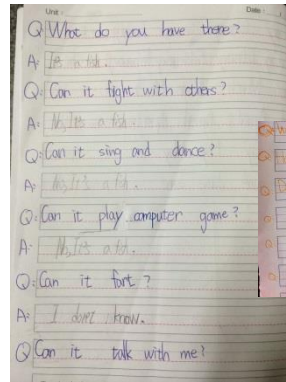 Unit : Date :
Q: What do you have there?
A: It's a fish.
Q: Can it fight with others?
A: No, It's a fish.
Q: Can it sing and dance?
A: No, It's a fish.
Q: Can it play computer game?
A: No, It's a fish.
Q: Can it fart ?
A: I don't know.
Q: Can it talk with me?